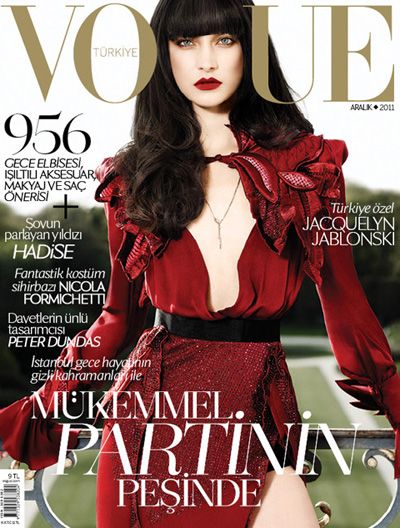 VOGUE
TÜRKİYE
ARALIK ◆ 2011
956
GECE ELBİSESİ,
IŞILTILI AKSESUAR,
MAKYAJ VE SAÇ
ÖNERİSİ
+
Şovun
parlayan yıldızı
HADİSE
Fantastik kostüm
sihirbazı NICOLA
FORMICHETTI
Davetlerin ünlü
tasarımcısı
PETER DUNDAS
Türkiye özel
JACQUELYN
JABLONSKI
İstanbul gece hayatının
gizli kahramanları ile
MÜKEMMEL
PARTİNİN
PEŞİNDE
9 TL